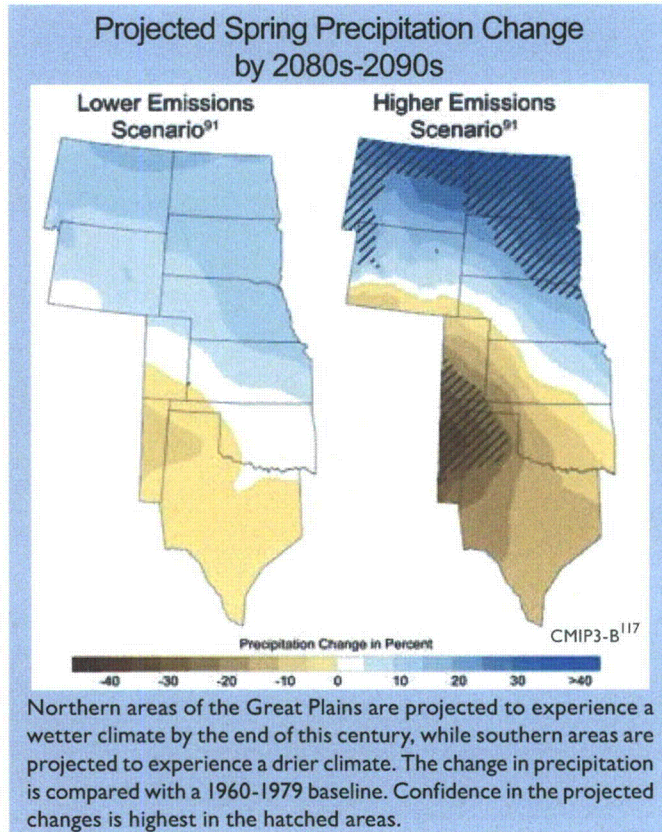 Projected Spring Precipitation Change
by 2080s-2090s
Lower Emissions
Scenario⁹¹
Higher Emissions
Scenario⁹¹
CMIP3-B¹¹⁷
Precipitation Change in Percent
-40 -30 -20 -10 0 10 20 30 >40
Northern areas of the Great Plains are projected to experience a
wetter climate by the end of this century, while southern areas are
projected to experience a drier climate. The change in precipitation
is compared with a 1960-1979 baseline. Confidence in the projected
changes is highest in the hatched areas.